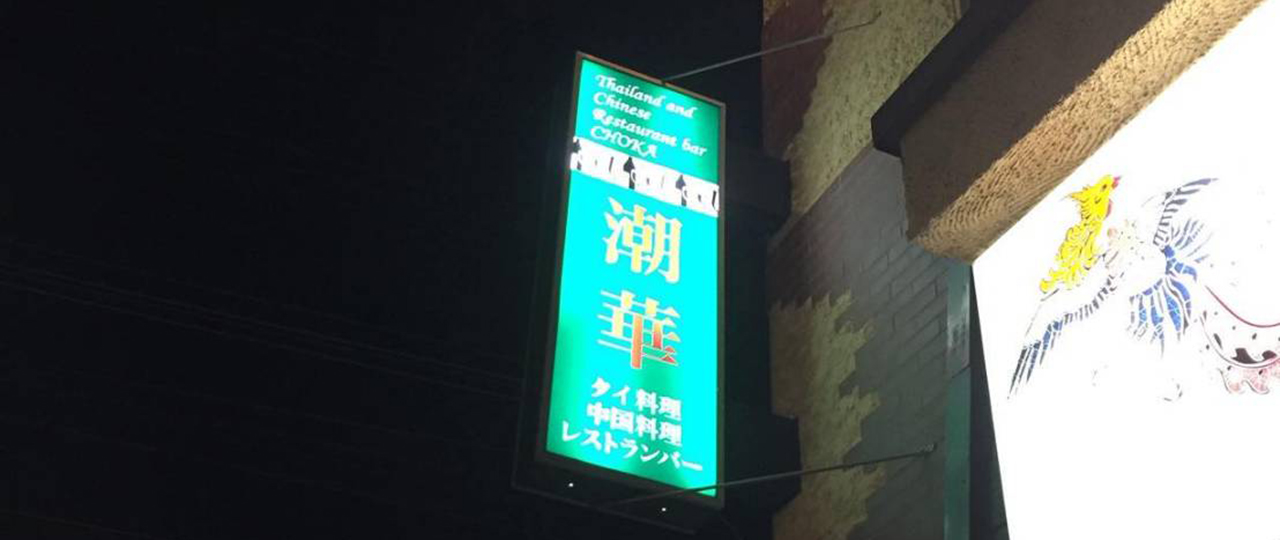 Thailand and
Chinese
Restaurant bar
CHOKA
潮
華
タイ料理
中国料理
レストランバー